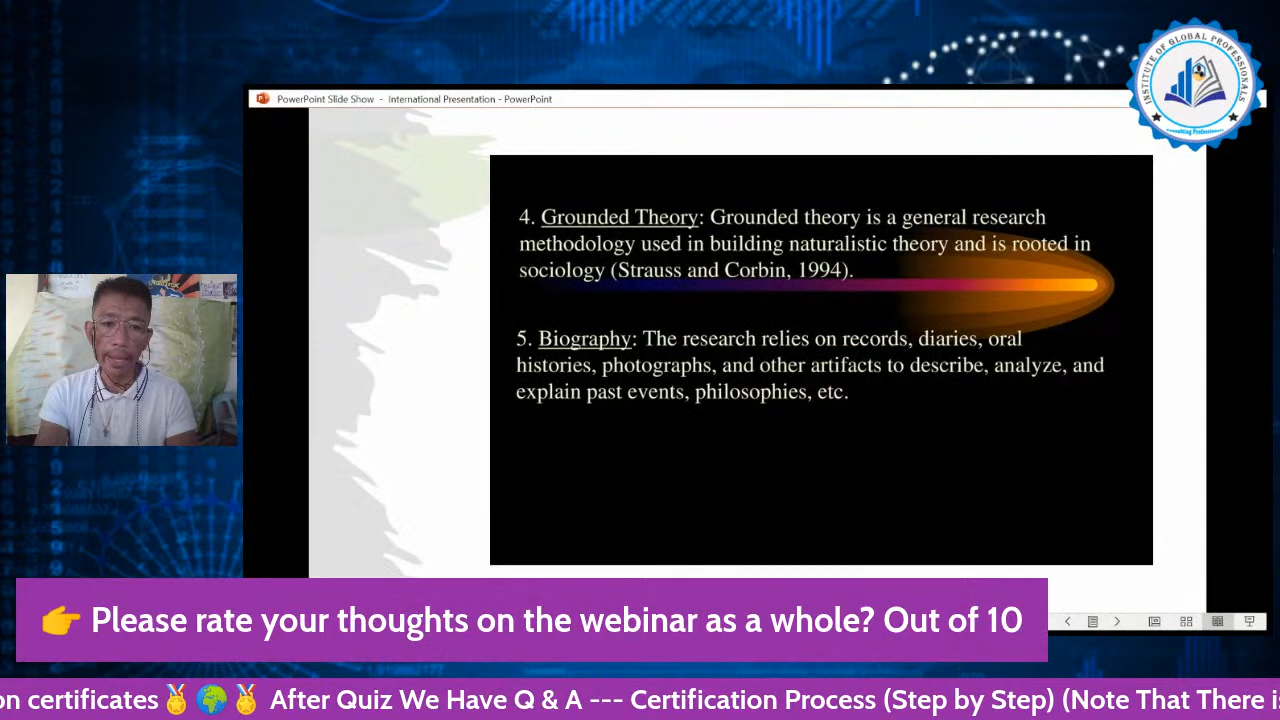 INSTITUTE OF GLOBAL PROFESSIONALS
Consulting Professionals
PowerPoint Slide Show - International Presentation - PowerPoint
4. Grounded Theory: Grounded theory is a general research
methodology used in building naturalistic theory and is rooted in
sociology (Strauss and Corbin, 1994).
5. Biography: The research relies on records, diaries, oral
histories, photographs, and other artifacts to describe, analyze, and
explain past events, philosophies, etc.
👉 Please rate your thoughts on the webinar as a whole? Out of 10
on certificates🏅🌍🏅 After Quiz We Have Q & A --- Certification Process (Step by Step) (Note That There is